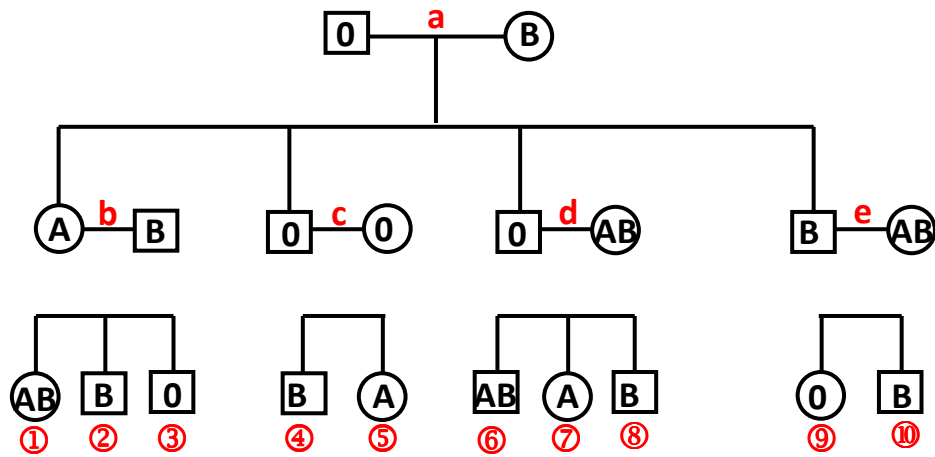 0 a B
A b B 0 c 0 0 d AB B e AB
AB B 0 B A AB A B 0 B
① ② ③ ④ ⑤ ⑥ ⑦ ⑧ ⑨ ⑩